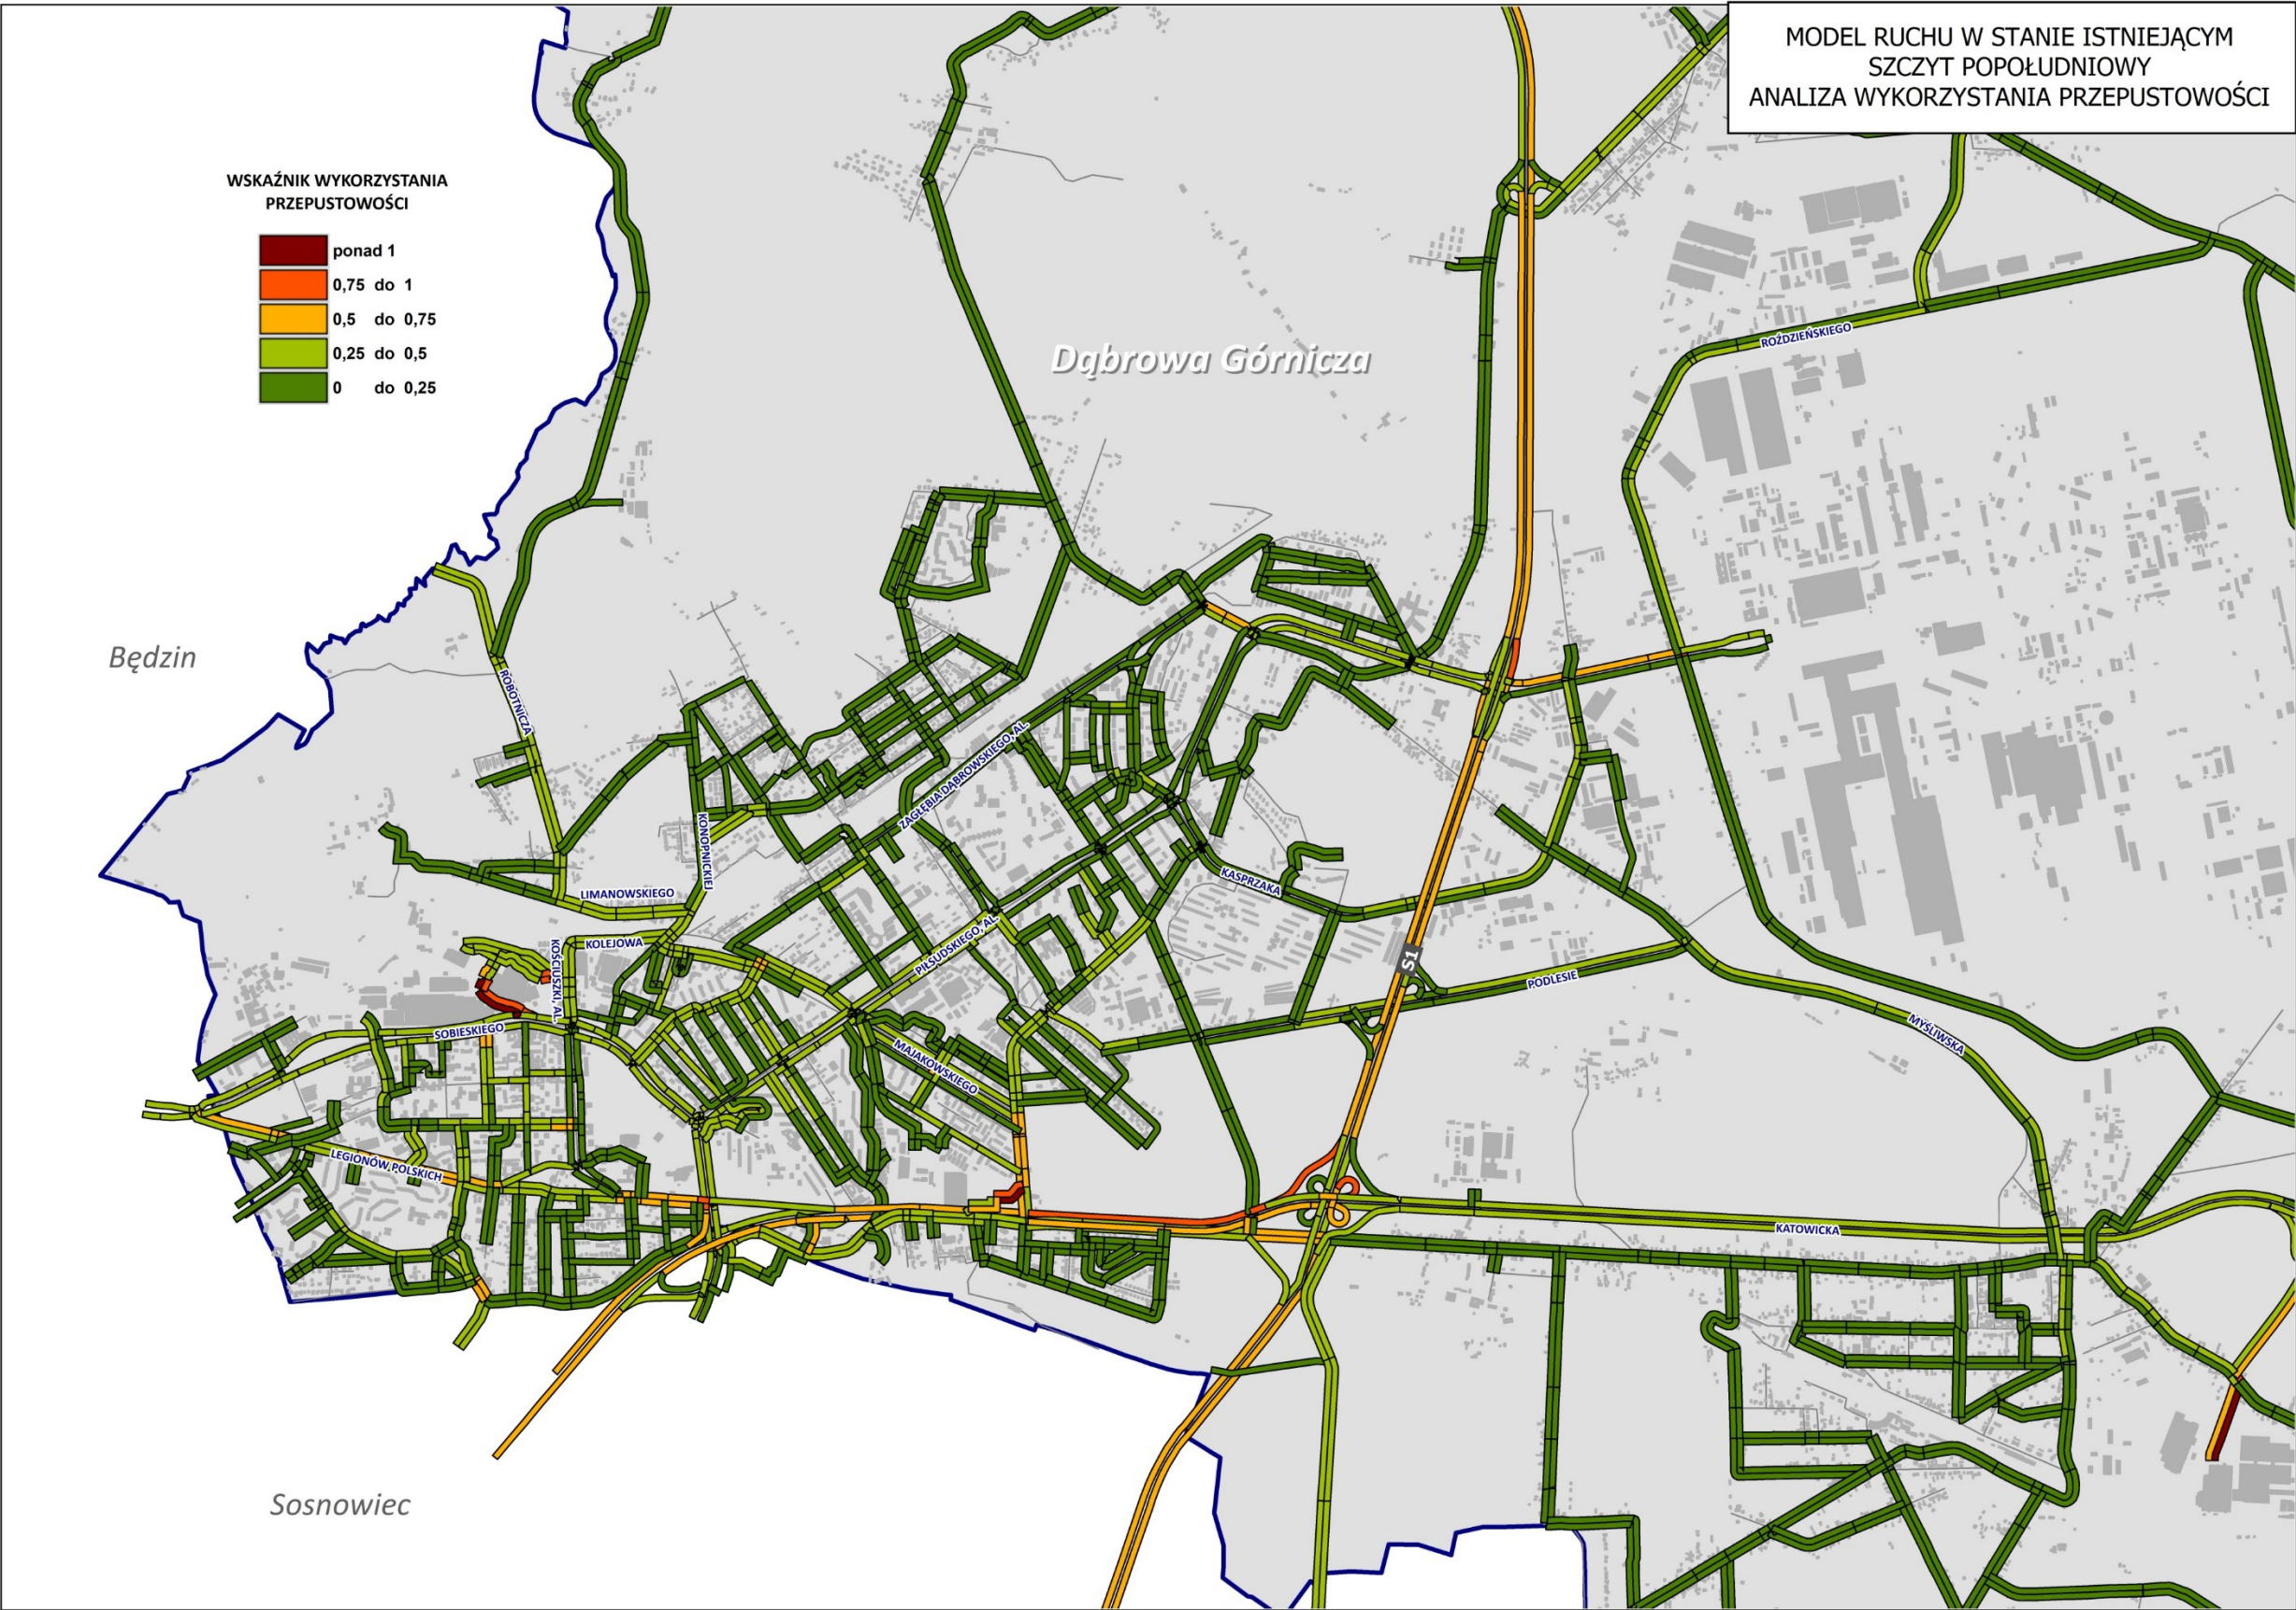 MODEL RUCHU W STANIE ISTNIEJĄCYM
SZCZYT POPOŁUDNIOWY
ANALIZA WYKORZYSTANIA PRZEPUSTOWOŚCI
WSKAŹNIK WYKORZYSTANIA
PRZEPUSTOWOŚCI
ponad 1
0,75 do 1
0,5 do 0,75
0,25 do 0,5
0 do 0,25
ROŹDZIEŃSKIEGO
Dąbrowa Górnicza
Będzin
ROBOTNICZA
ZAGŁĘBIA DĄBROWSKIEGO, AL.
KONOPNICKIEJ
KASPRZAKA
LIMANOWSKIEGO
PIŁSUDSKIEGO, AL.
KOLEJOWA
S1
KOŚCIUSZKI, AL.
PODLESIE
SOBIESKIEGO
MYŚLIWSKA
MAJAKOWSKIEGO
LEGIONÓW POLSKICH
KATOWICKA
Sosnowiec